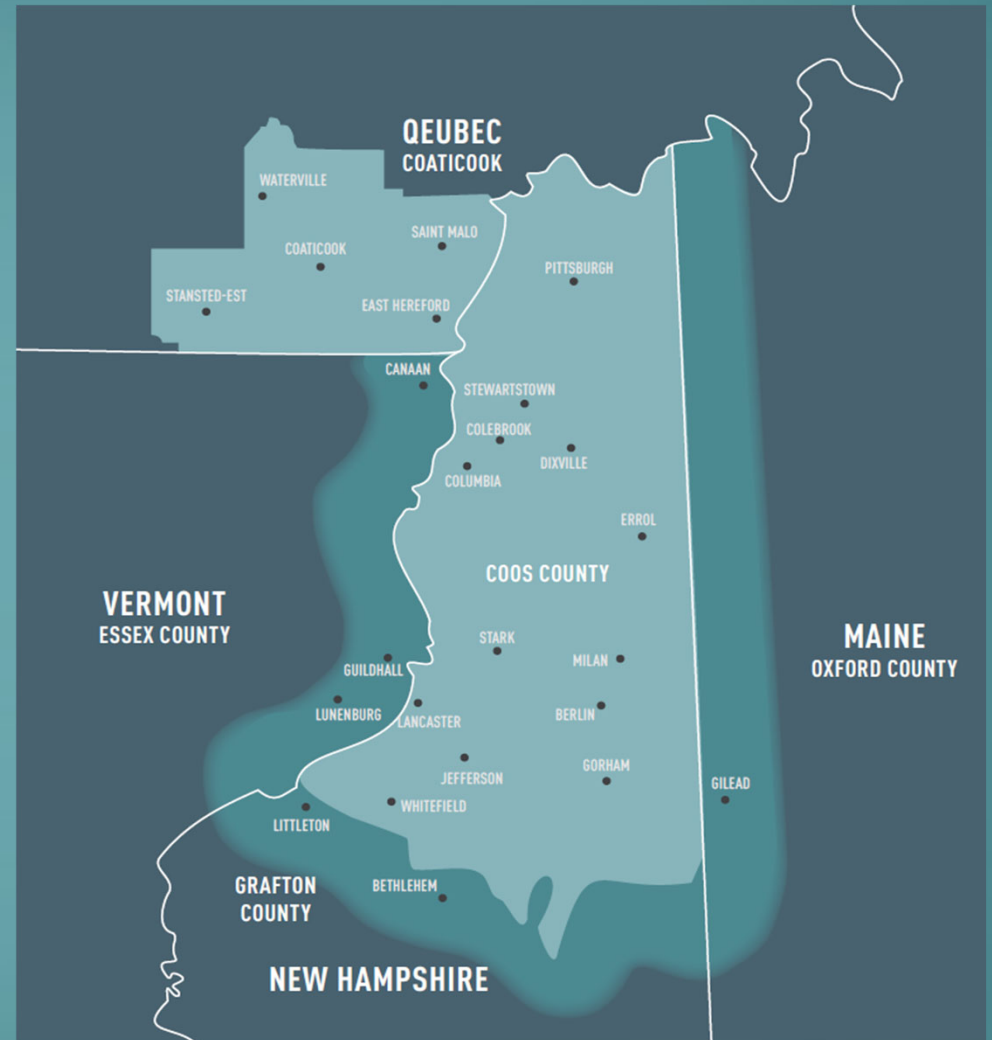 QEUBEC
COATICOOK
WATERVILLE
SAINT MALO
COATICOOK
PITTSBURGH
STANSTED-EST
EAST HEREFORD
CANAAN
STEWARTSTOWN
COLEBROOK
DIXVILLE
COLUMBIA
ERROL
COOS COUNTY
VERMONT
ESSEX COUNTY
MAINE
OXFORD COUNTY
STARK
MILAN
GUILDHALL
LUNENBURG
LANCASTER
BERLIN
JEFFERSON
GORHAM
GILEAD
WHITEFIELD
LITTLETON
GRAFTON
COUNTY
BETHLEHEM
NEW HAMPSHIRE